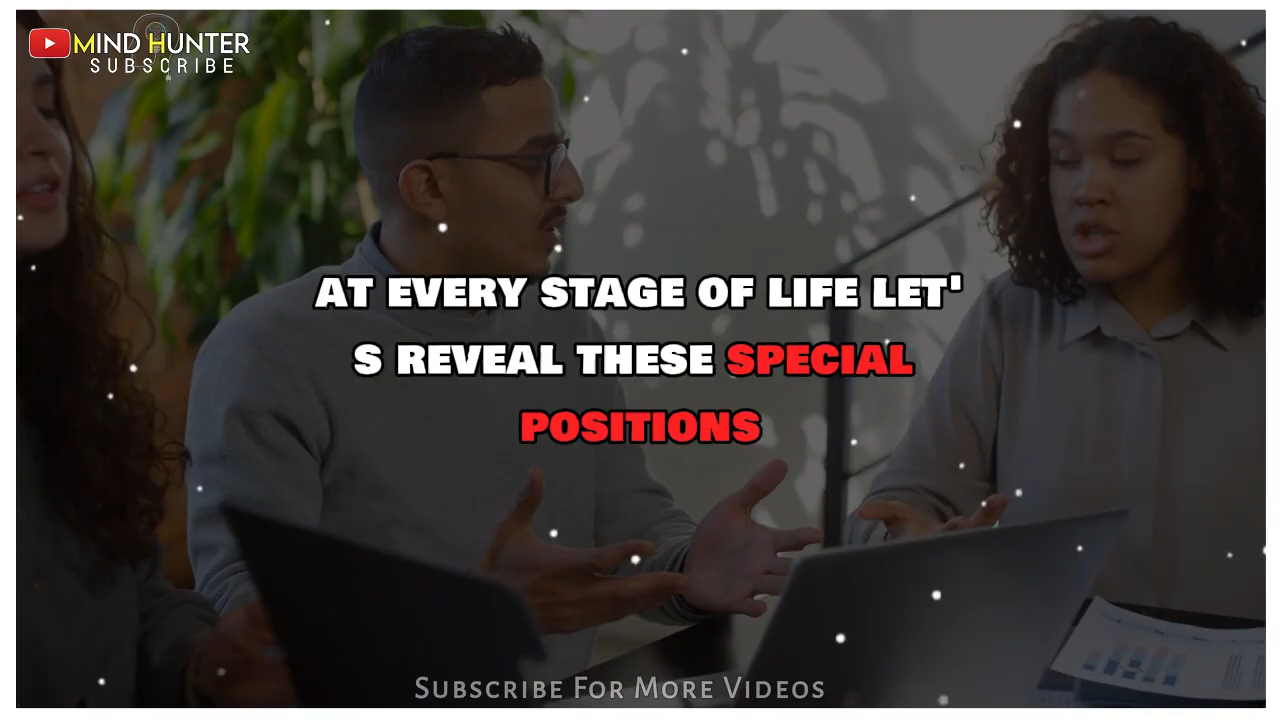 MIND HUNTER
SUBSCRIBE
AT EVERY STAGE OF LIFE LET'
S REVEAL THESE SPECIAL
POSITIONS
SUBSCRIBE FOR MORE VIDEOS